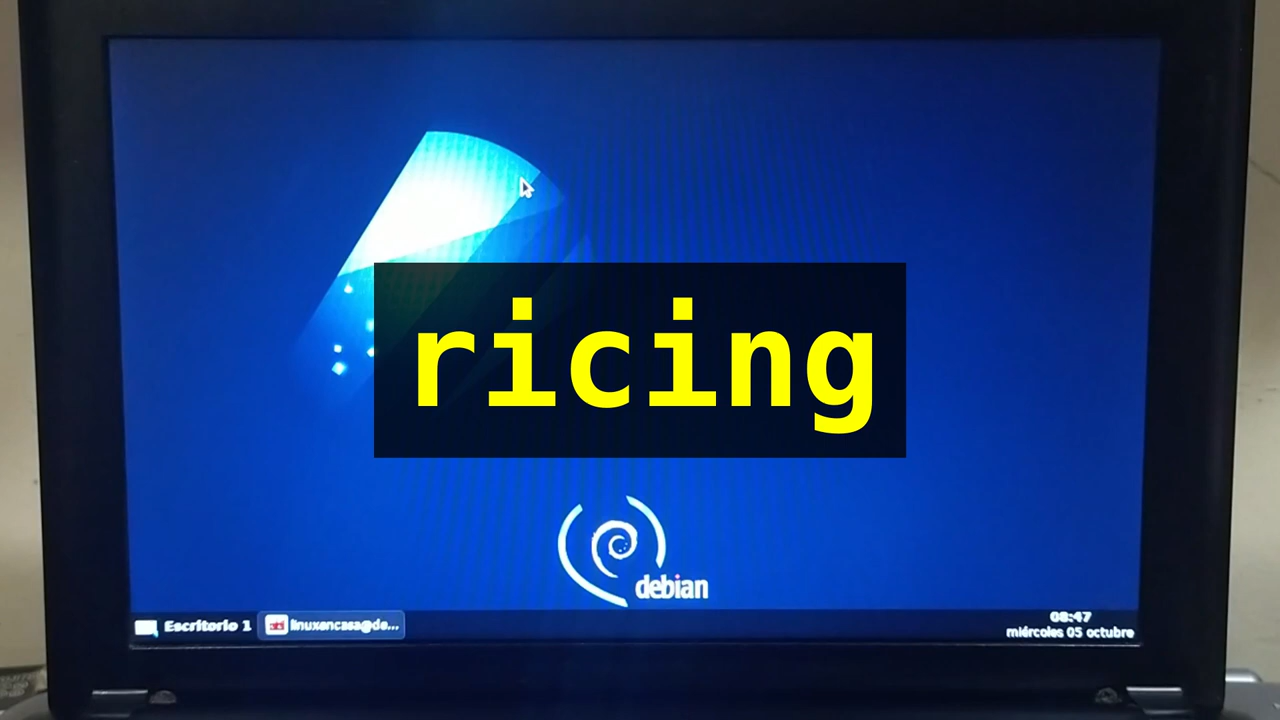 ricing
debian
Escritorio 1
linuxencasa@de...
08:47
miércoles 05 octubre